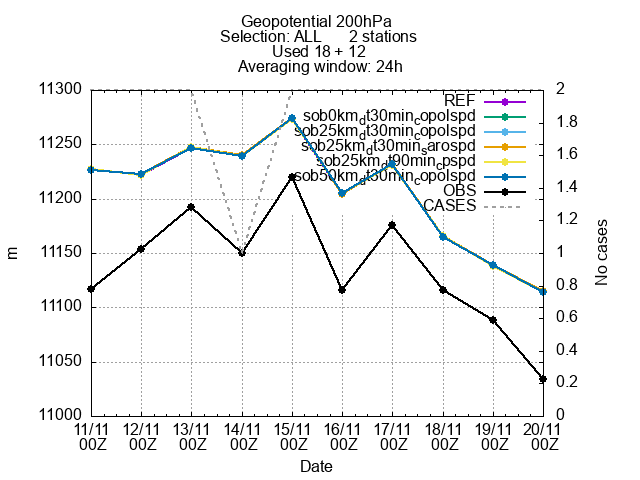 Geopotential 200hPa
Selection: ALL 2 stations
Used 18 + 12
Averaging window: 24h
11300
11250
11200
11150
11100
11050
11000
m
2
1.8
1.6
1.4
1.2
1
0.8
0.6
0.4
0.2
0
No cases
REF
sob0km_dt30min_copolspd
sob25km_dt30min_copolspd
sob25km_dt30min_sarospd
sob25km_dt90min_cpspd
sob50km_dt30min_copolspd
OBS
CASES
11/11 12/11 13/11 14/11 15/11 16/11 17/11 18/11 19/11 20/11
00Z 00Z 00Z 00Z 00Z 00Z 00Z 00Z 00Z 00Z
Date